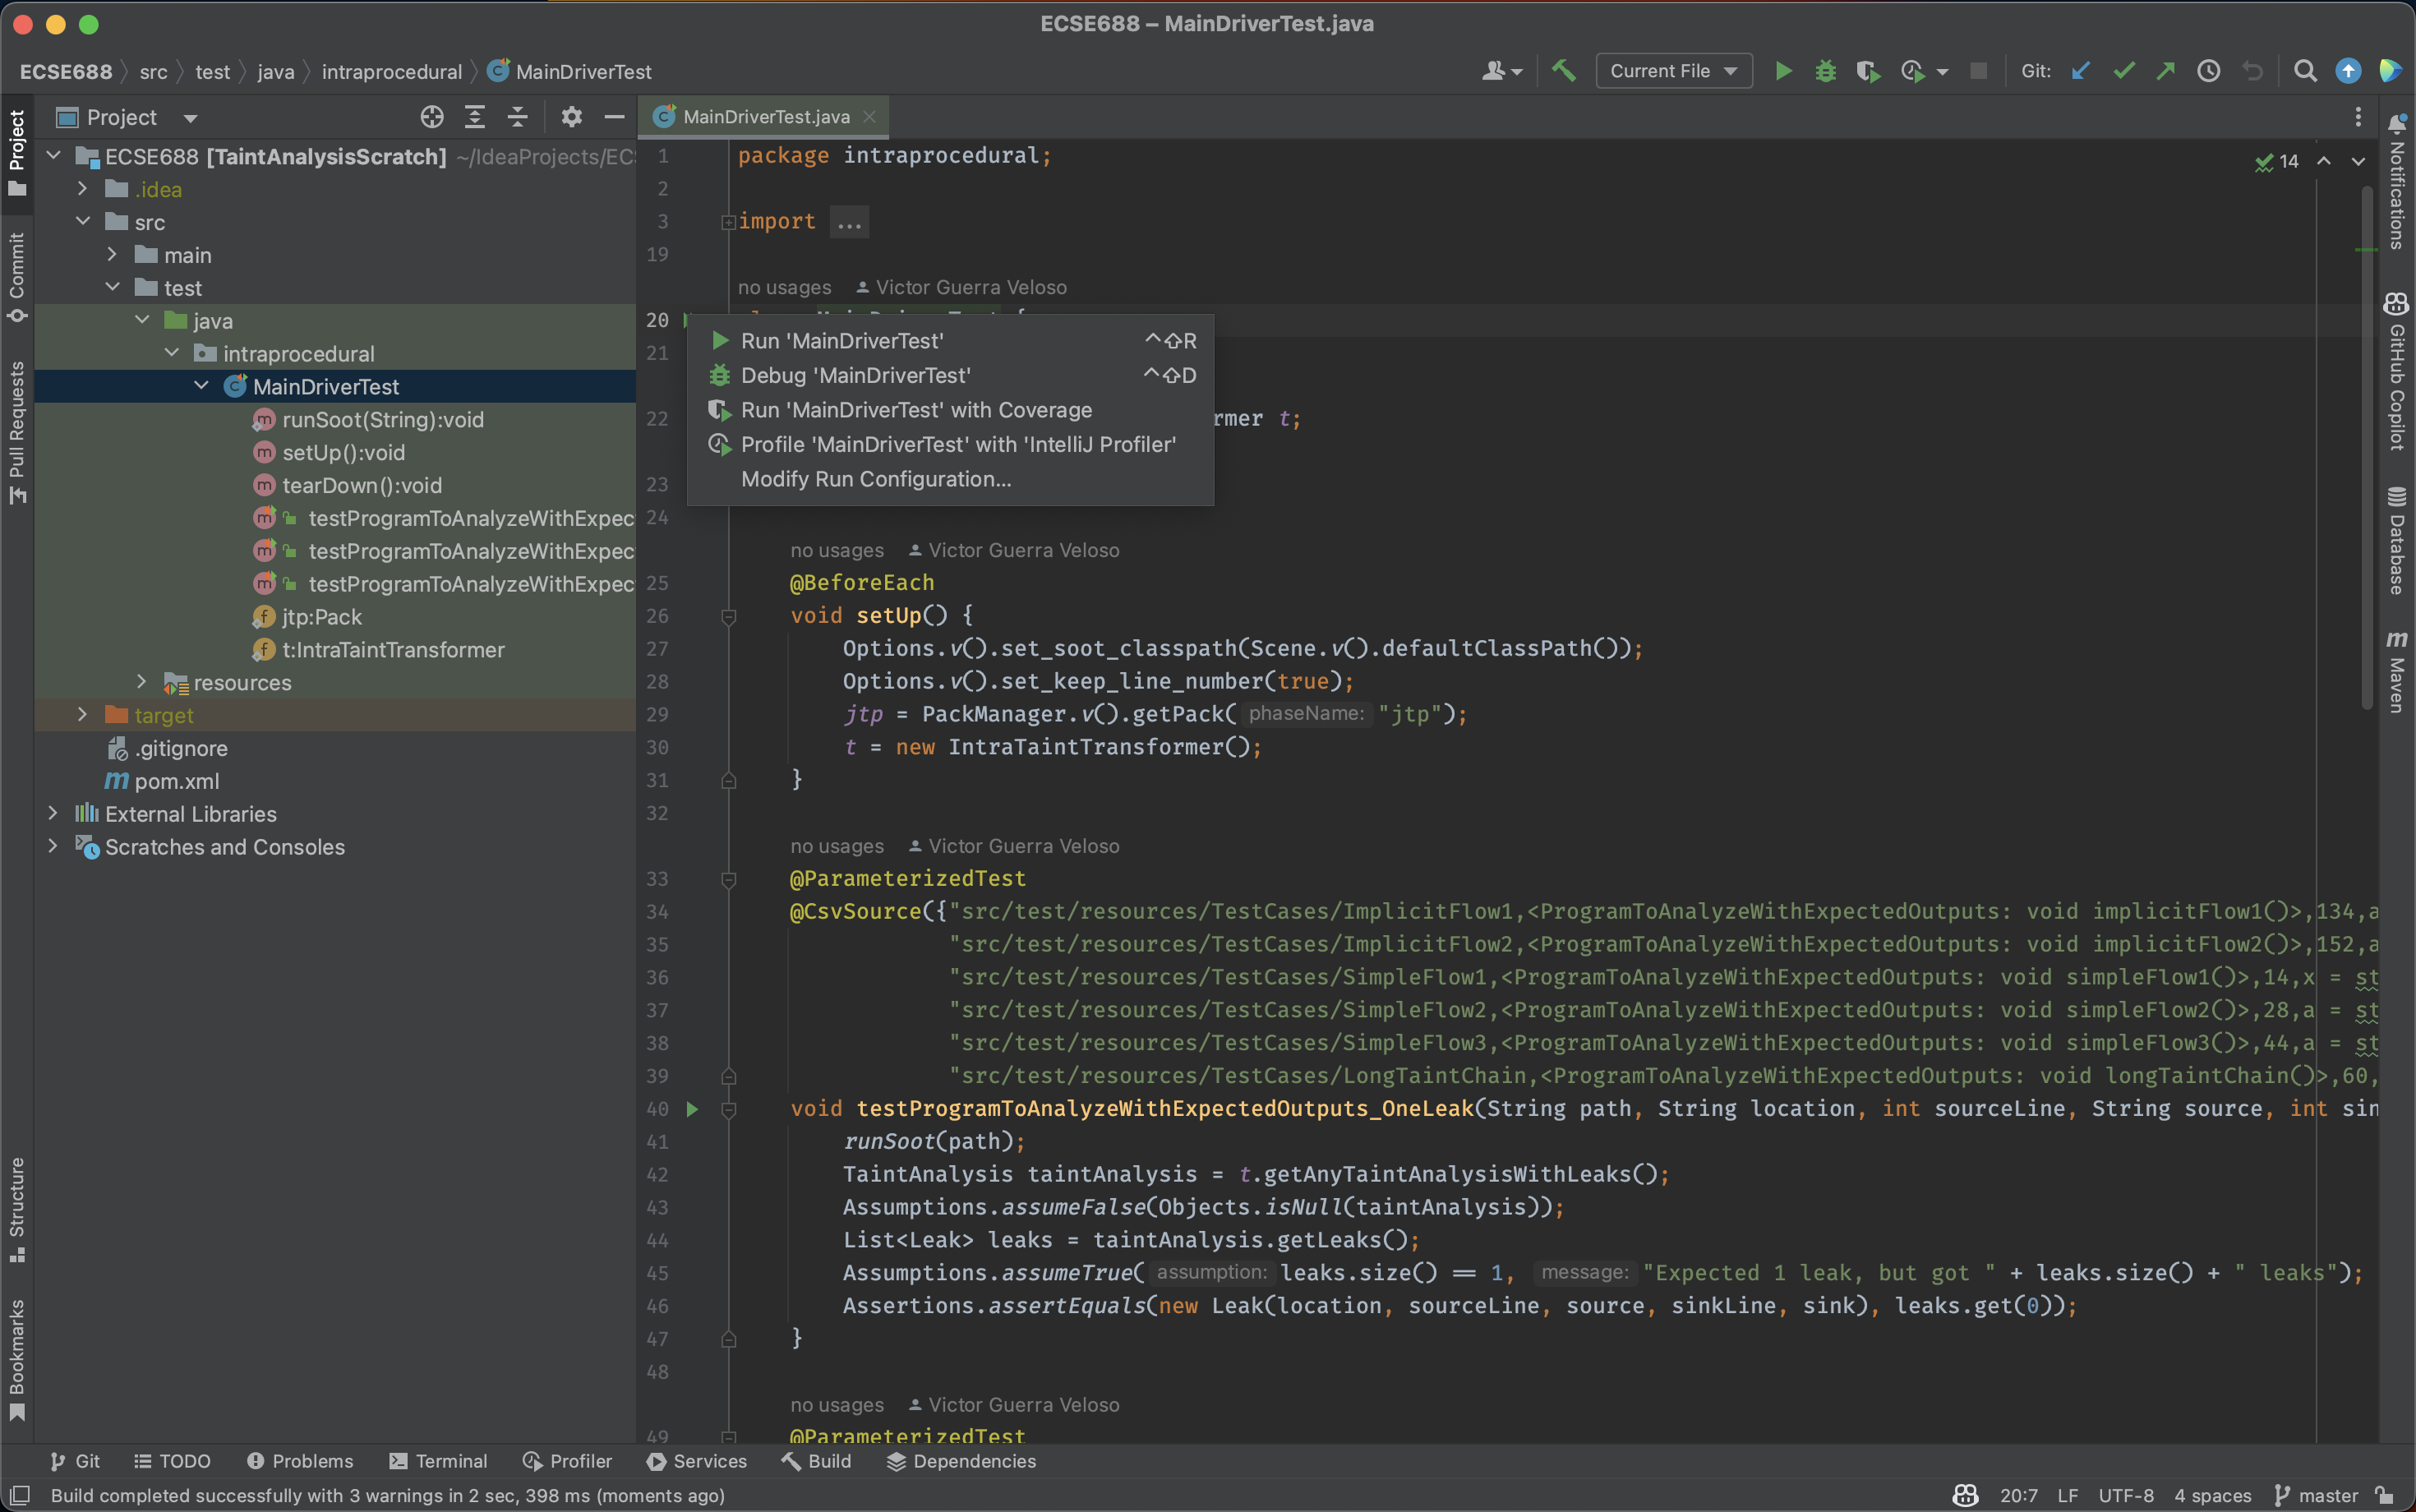 ECSE688 – MainDriverTest.java
ECSE688 src test java intraprocedural MainDriverTest
Current File
Git:
Project
MainDriverTest.java
Project
Commit
Pull Requests
Structure
Bookmarks
ECSE688 [TaintAnalysisScratch] ~/IdeaProjects/EC
.idea
src
main
test
java
intraprocedural
MainDriverTest
runSoot(String):void
setUp():void
tearDown():void
testProgramToAnalyzeWithExpec
testProgramToAnalyzeWithExpec
testProgramToAnalyzeWithExpec
jtp:Pack
t:IntraTaintTransformer
resources
target
.gitignore
pom.xml
External Libraries
Scratches and Consoles
14
1 package intraprocedural;
2
3 import ...
19
no usages Victor Guerra Veloso
20
21
22 rmer t;
23
24
Run 'MainDriverTest' ^⇧R
Debug 'MainDriverTest' ^⇧D
Run 'MainDriverTest' with Coverage
Profile 'MainDriverTest' with 'IntelliJ Profiler'
Modify Run Configuration...
no usages Victor Guerra Veloso
25 @BeforeEach
26 void setUp() {
27 Options.v().set_soot_classpath(Scene.v().defaultClassPath());
28 Options.v().set_keep_line_number(true);
29 jtp = PackManager.v().getPack( phaseName: "jtp");
30 t = new IntraTaintTransformer();
31 }
32
no usages Victor Guerra Veloso
33 @ParameterizedTest
34 @CsvSource({"src/test/resources/TestCases/ImplicitFlow1,<ProgramToAnalyzeWithExpectedOutputs: void implicitFlow1()>,134,a
35 "src/test/resources/TestCases/ImplicitFlow2,<ProgramToAnalyzeWithExpectedOutputs: void implicitFlow2()>,152,a
36 "src/test/resources/TestCases/SimpleFlow1,<ProgramToAnalyzeWithExpectedOutputs: void simpleFlow1()>,14,x = st
37 "src/test/resources/TestCases/SimpleFlow2,<ProgramToAnalyzeWithExpectedOutputs: void simpleFlow2()>,28,a = st
38 "src/test/resources/TestCases/SimpleFlow3,<ProgramToAnalyzeWithExpectedOutputs: void simpleFlow3()>,44,a = st
39 "src/test/resources/TestCases/LongTaintChain,<ProgramToAnalyzeWithExpectedOutputs: void longTaintChain()>,60,
40 void testProgramToAnalyzeWithExpectedOutputs_OneLeak(String path, String location, int sourceLine, String source, int sin
41 runSoot(path);
42 TaintAnalysis taintAnalysis = t.getAnyTaintAnalysisWithLeaks();
43 Assumptions.assumeFalse(Objects.isNull(taintAnalysis));
44 List<Leak> leaks = taintAnalysis.getLeaks();
45 Assumptions.assumeTrue( assumption: leaks.size() == 1, message: "Expected 1 leak, but got " + leaks.size() + " leaks");
46 Assertions.assertEquals(new Leak(location, sourceLine, source, sinkLine, sink), leaks.get(0));
47 }
48
no usages Victor Guerra Veloso
49 @ParameterizedTest
Notifications
GitHub Copilot
Database
Maven
Git TODO Problems Terminal Profiler Services Build Dependencies
Build completed successfully with 3 warnings in 2 sec, 398 ms (moments ago)
20:7 LF UTF-8 4 spaces master